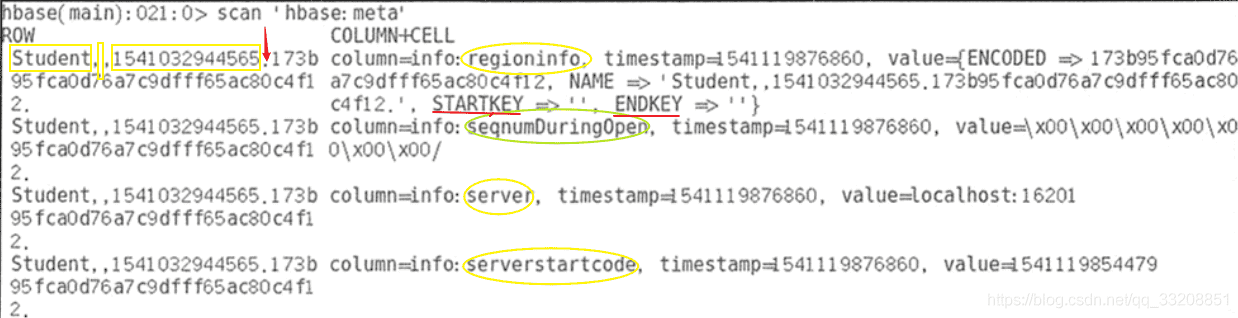 hbase(main):021:0> scan 'hbase:meta'
ROW COLUMN+CELL
Student,,1541032944565.173b column=info:regioninfo, timestamp=1541119876860, value={ENCODED => 173b95fca0d76
95fca0d76a7c9dfff65ac80c4f1 a7c9dfff65ac80c4f12, NAME => 'Student,,1541032944565.173b95fca0d76a7c9dfff65ac80
2. c4f12.', STARTKEY => '', ENDKEY => ''}
Student,,1541032944565.173b column=info:seqnumDuringOpen, timestamp=1541119876860, value=\x00\x00\x00\x00\x0
95fca0d76a7c9dfff65ac80c4f1 0\x00\x00/
2.
Student,,1541032944565.173b column=info:server, timestamp=1541119876860, value=localhost:16201
95fca0d76a7c9dfff65ac80c4f1
2.
Student,,1541032944565.173b column=info:serverstartcode, timestamp=1541119876860, value=1541119854479
95fca0d76a7c9dfff65ac80c4f1
2.
https://blog.csdn.net/qq_33208851